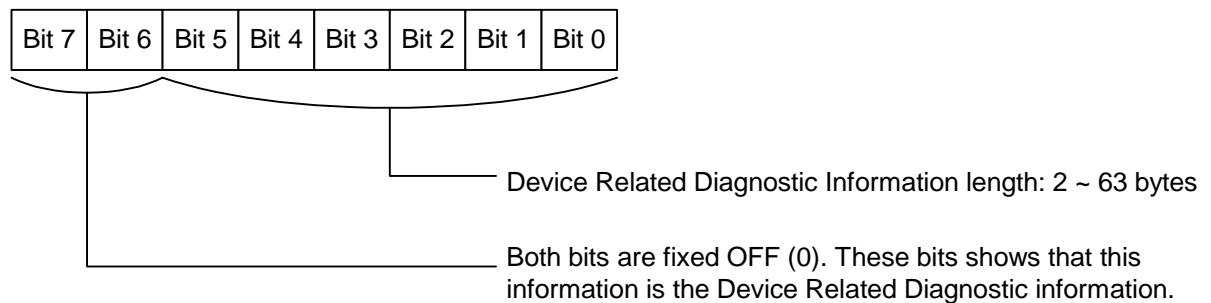 Bit 7 Bit 6 Bit 5 Bit 4 Bit 3 Bit 2 Bit 1 Bit 0
Device Related Diagnostic Information length: 2 ~ 63 bytes
Both bits are fixed OFF (0). These bits shows that this
information is the Device Related Diagnostic information.